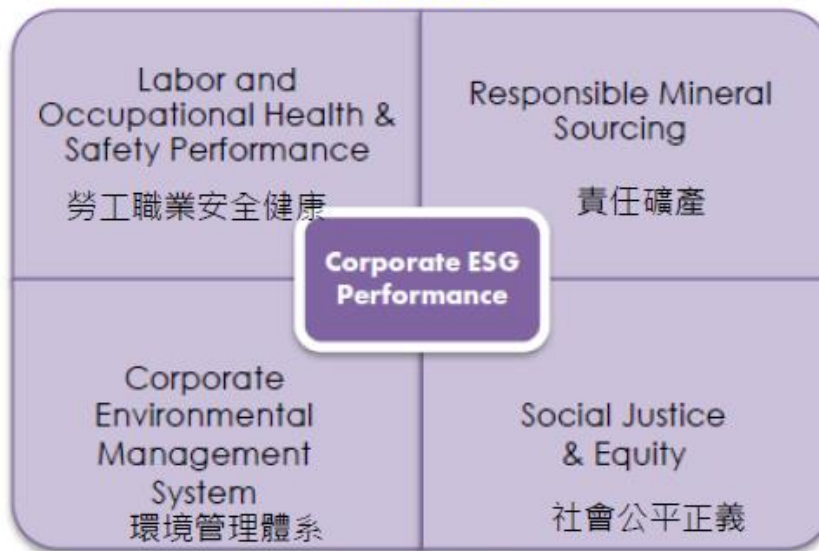 Labor and
Occupational Health &
Safety Performance
勞工職業安全健康
Responsible Mineral
Sourcing
責任礦產
Corporate ESG
Performance
Corporate
Environmental
Management
System
環境管理體系
Social Justice
& Equity
社會公平正義